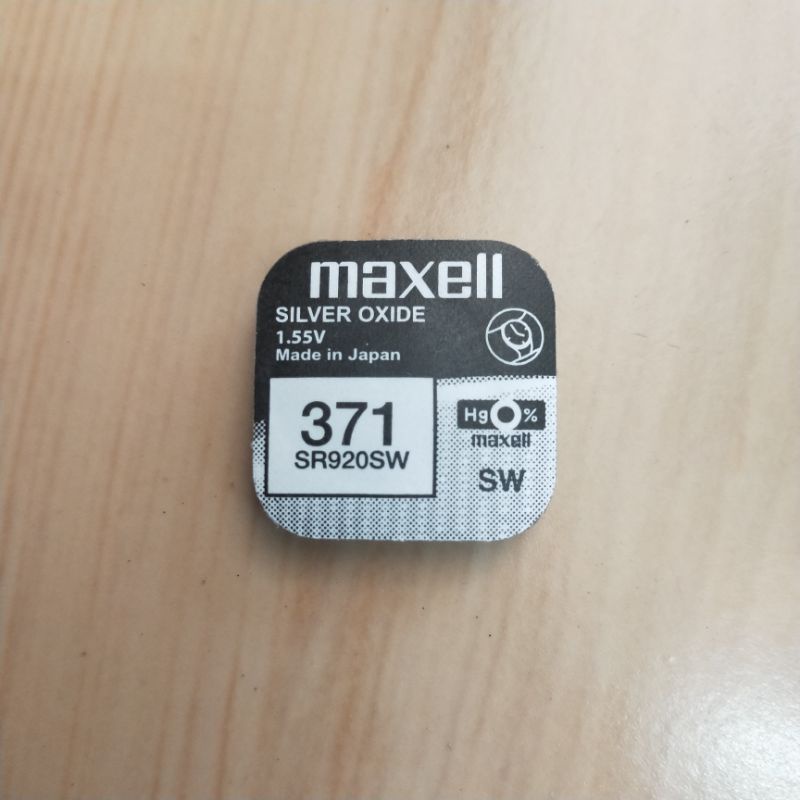 maxell
SILVER OXIDE
1.55V
Made in Japan
371
SR920SW
Hg 0 %
maxell
SW